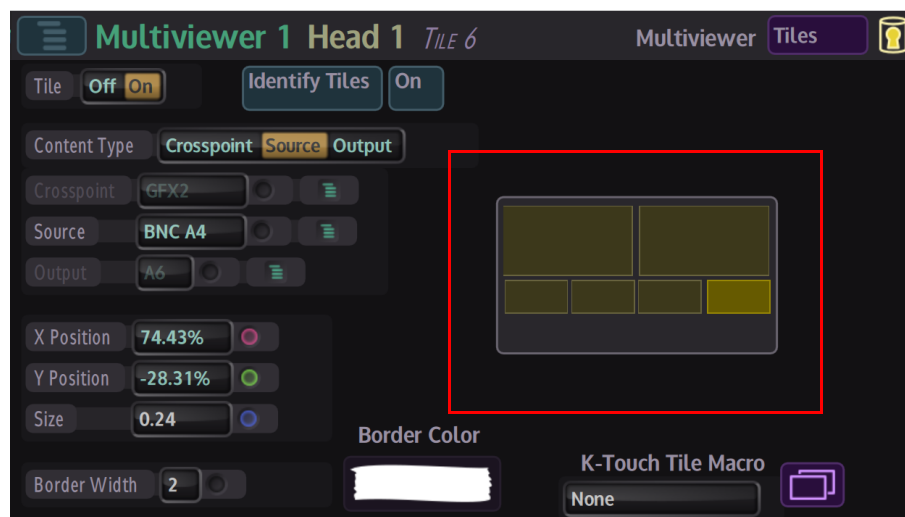 Multiviewer 1 Head 1 Tile 6 Multiviewer Tiles
Tile Off On Identify Tiles On
Content Type Crosspoint Source Output
Crosspoint GFX2
Source BNC A4
Output A6
X Position 74.43%
Y Position -28.31%
Size 0.24
Border Color
K-Touch Tile Macro
Border Width 2 None